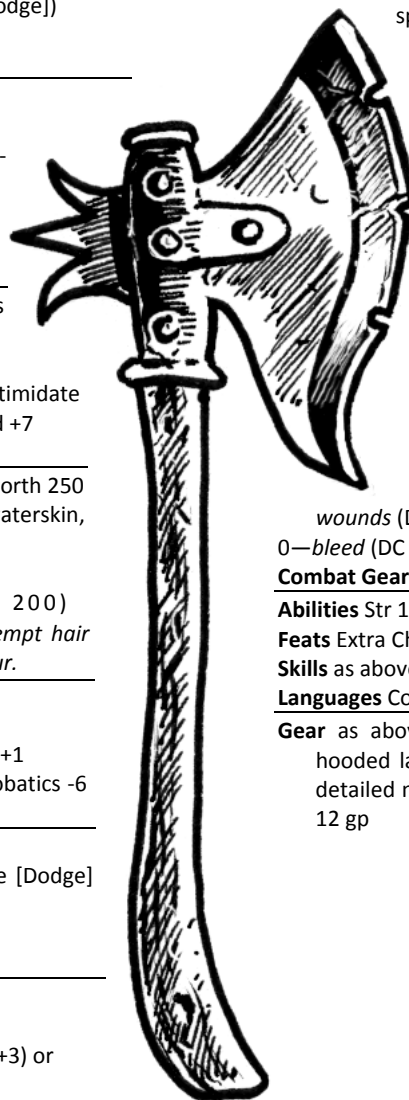 odge])
timidate
+7
orth 250
aterskin,
200)
empt hair
ur.
+1
obatics -6
e [Dodge]
+3) or
sp
wounds (D
0—bleed (DC
Combat Gear
Abilities Str 1
Feats Extra Ch
Skills as above
Languages Co
Gear as abov
hooded la
detailed n
12 gp